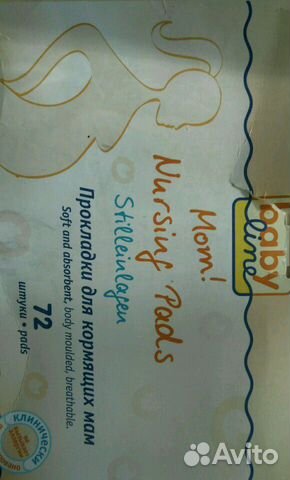 baby
line
Mom!
Nursing Pads
Stilleinlagen
Прокладки для кормящих мам
Soft and absorbent, body moulded, breathable.
72
штуки • pads
КЛИНИЧЕСКИ
Avito